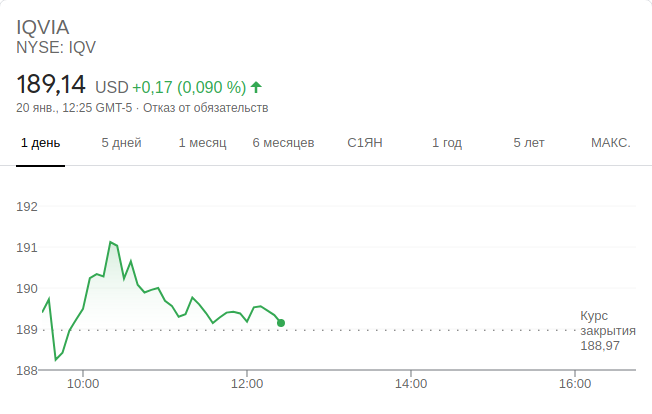 IQVIA
NYSE: IQV
189,14 USD +0,17 (0,090 %)
20 янв., 12:25 GMT-5 · Отказ от обязательств
1 день 5 дней 1 месяц 6 месяцев С1ЯН 1 год 5 лет МАКС.
192
191
190
189
188
Курс
закрытия
188,97
10:00 12:00 14:00 16:00